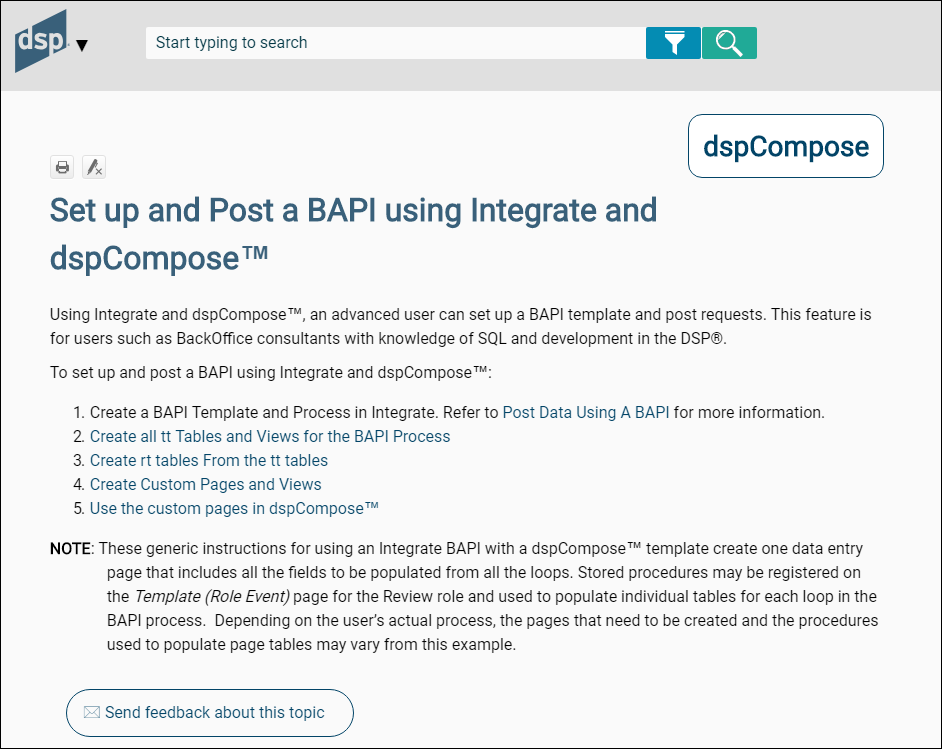 dsp
Start typing to search
dspCompose
Set up and Post a BAPI using Integrate and
dspCompose™
Using Integrate and dspCompose™, an advanced user can set up a BAPI template and post requests. This feature is
for users such as BackOffice consultants with knowledge of SQL and development in the DSP®.
To set up and post a BAPI using Integrate and dspCompose™:
1. Create a BAPI Template and Process in Integrate. Refer to Post Data Using A BAPI for more information.
2. Create all tt Tables and Views for the BAPI Process
3. Create rt tables From the tt tables
4. Create Custom Pages and Views
5. Use the custom pages in dspCompose™
NOTE: These generic instructions for using an Integrate BAPI with a dspCompose™ template create one data entry
page that includes all the fields to be populated from all the loops. Stored procedures may be registered on
the Template (Role Event) page for the Review role and used to populate individual tables for each loop in the
BAPI process.  Depending on the user’s actual process, the pages that need to be created and the procedures
used to populate page tables may vary from this example.
Send feedback about this topic